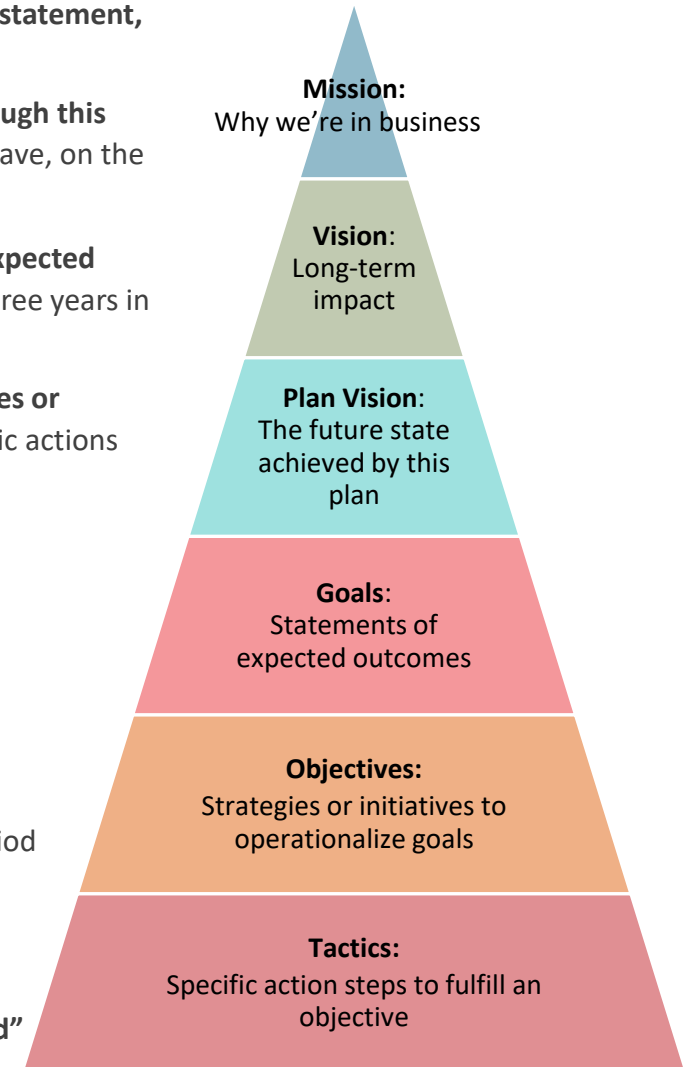 statement,
ough this
ave, on the
xpected
ree years in
es or
ic actions
iod
d”
Mission:
Why we’re in business
Vision:
Long-term
impact
Plan Vision:
The future state
achieved by this
plan
Goals:
Statements of
expected outcomes
Objectives:
Strategies or initiatives to
operationalize goals
Tactics:
Specific action steps to fulfill an
objective